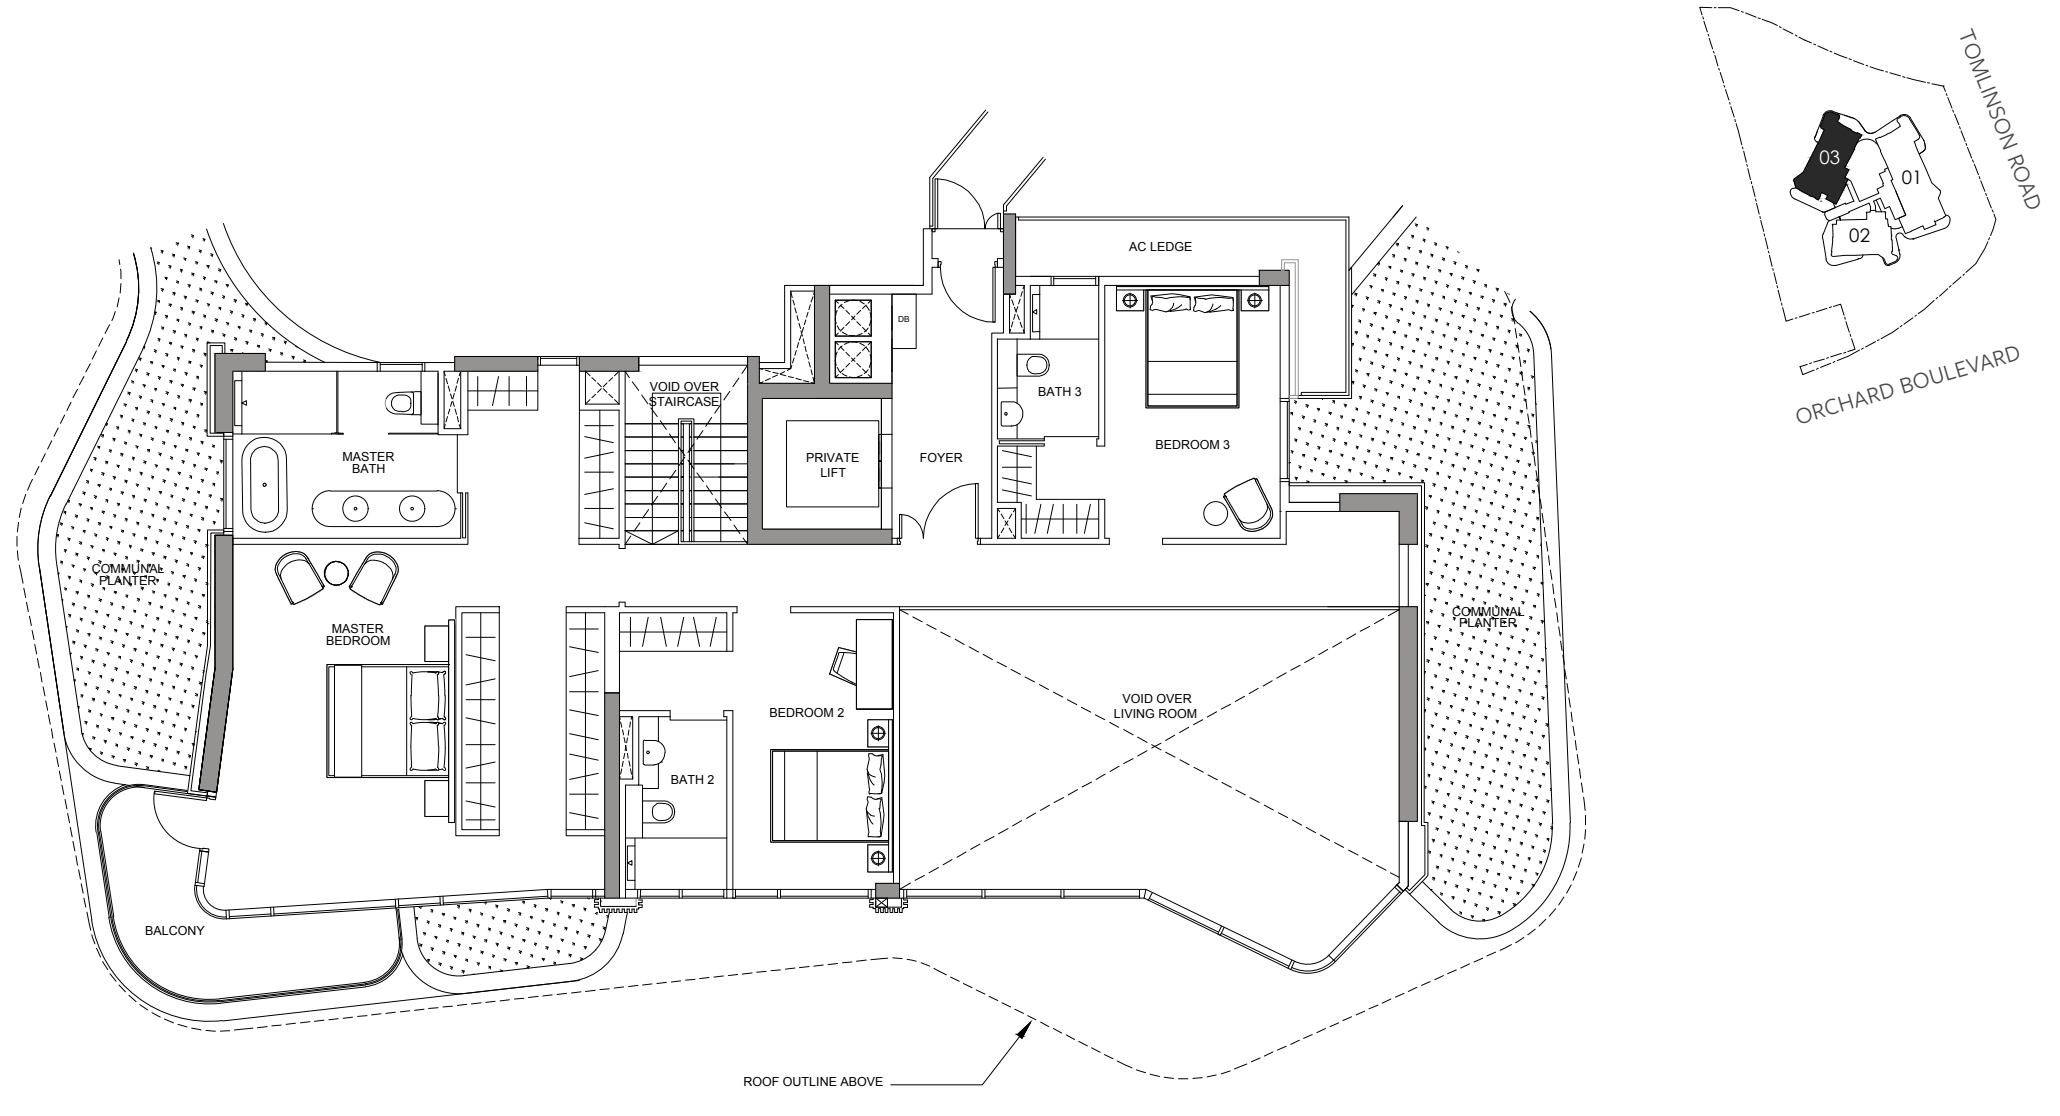 TOMLINSON ROAD
03
01
02
ORCHARD BOULEVARD
AC LEDGE
DB
VOID OVER
STAIRCASE
BATH 3
BEDROOM 3
MASTER
BATH
PRIVATE
LIFT
FOYER
COMMUNAL
PLANTER
MASTER
BEDROOM
COMMUNAL
PLANTER
VOID OVER
LIVING ROOM
BEDROOM 2
BATH 2
BALCONY
ROOF OUTLINE ABOVE